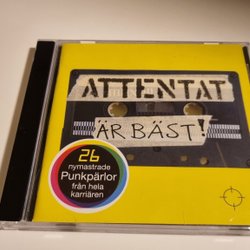 ATTENTAT
ÄR BÄST!
26
nymastrade
Punkpärlor
från hela
karriären